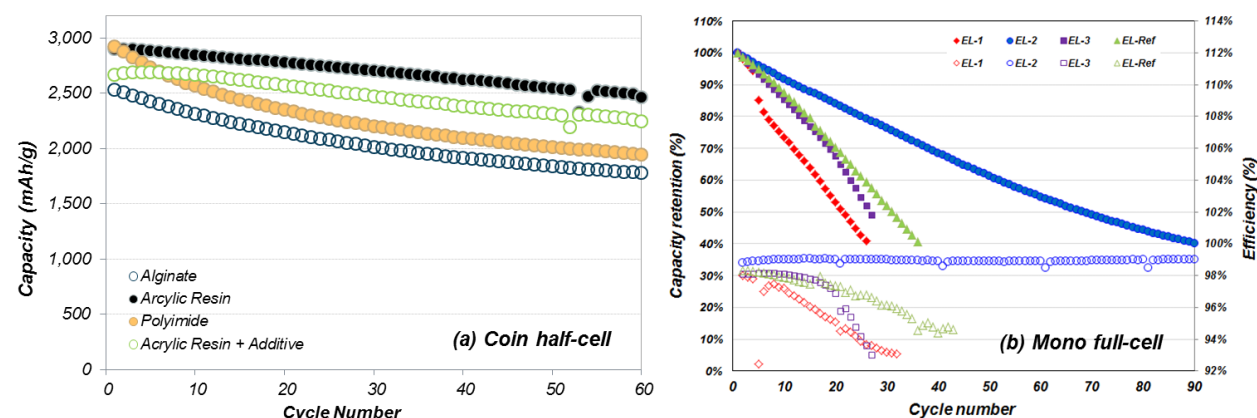 3,000
2,500
2,000
1,500
1,000
500
0
0
10
20
30
40
50
60
Capacity (mAh/g)
Cycle Number
Alginate
Arcylic Resin
Polyimide
Acrylic Resin + Additive
(a) Coin half-cell
110%
100%
90%
80%
70%
60%
50%
40%
30%
20%
10%
0%
Capacity retention (%)
EL-1 EL-2 EL-3 EL-Ref
EL-1 EL-2 EL-3 EL-Ref
114%
112%
110%
108%
106%
104%
102%
100%
98%
96%
94%
92%
Efficiency (%)
0 10 20 30 40 50 60 70 80 90
Cycle number
(b) Mono full-cell